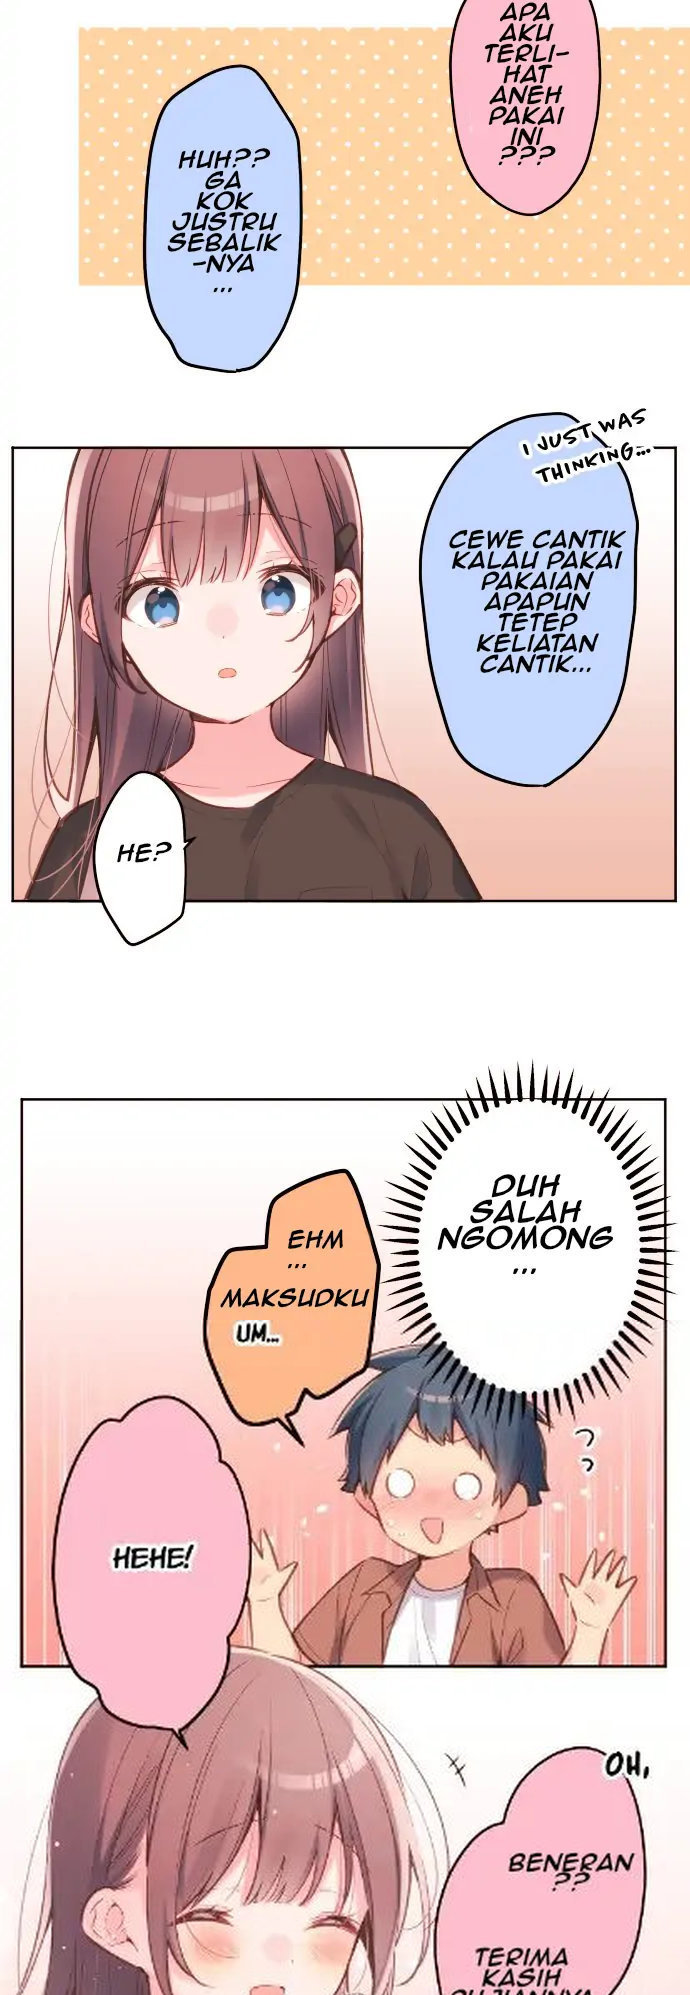 APA
AKU
TERLI-
HAT
ANEH
PAKAI
INI
???
HUH??
GA
KOK
JUSTRU
SEBALIK
-NYA
...
I JUST WAS
THINKING...
CEWE CANTIK
KALAU PAKAI
PAKAIAN
APAPUN
TETEP
KELIATAN
CANTIK...
HE?
DUH
SALAH
NGOMONG
...
EHM
...
MAKSUDKU
UM...
HEHE!
OH,
BENERAN
??
TERIMA
KASIH
PUJIANNYA